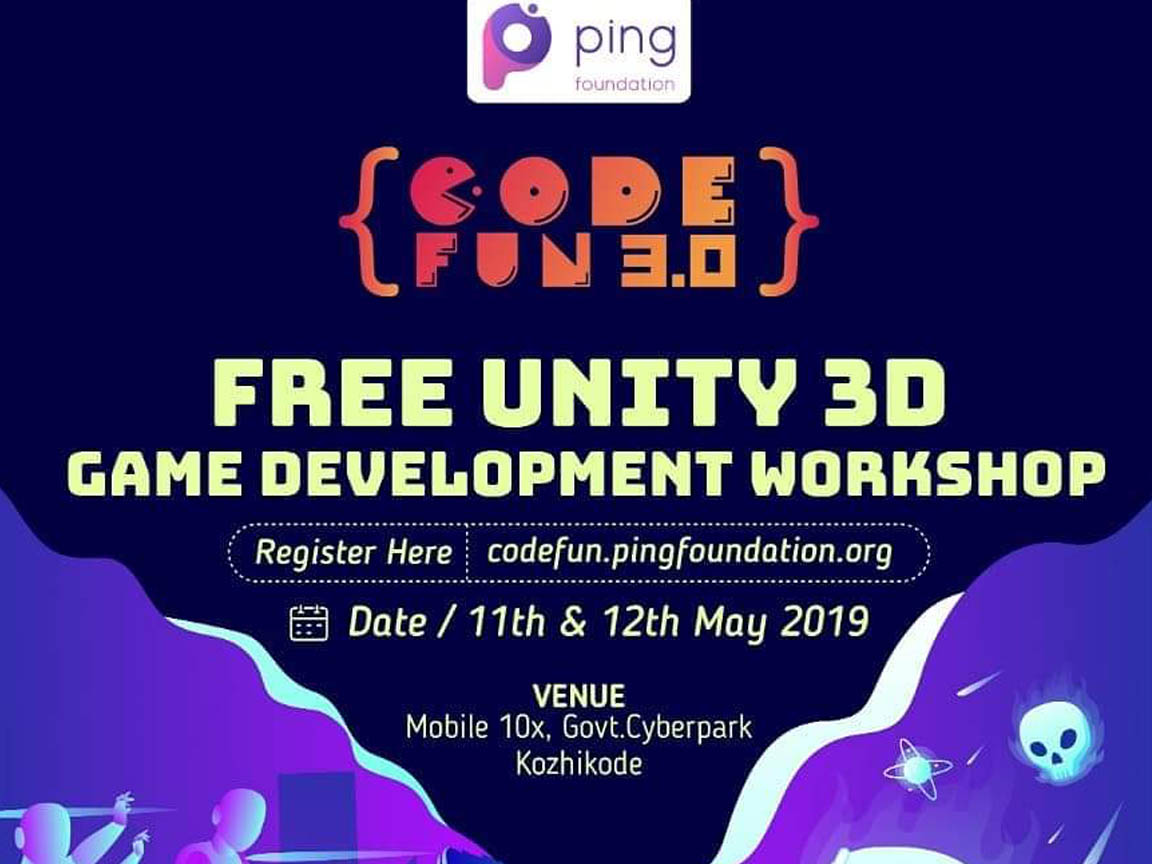 ping
foundation
{CODE
FUN 3.0}
FREE UNITY 3D
GAME DEVELOPMENT WORKSHOP
Register Here codefun.pingfoundation.org
Date / 11th & 12th May 2019
VENUE
Mobile 10x, Govt.Cyberpark
Kozhikode